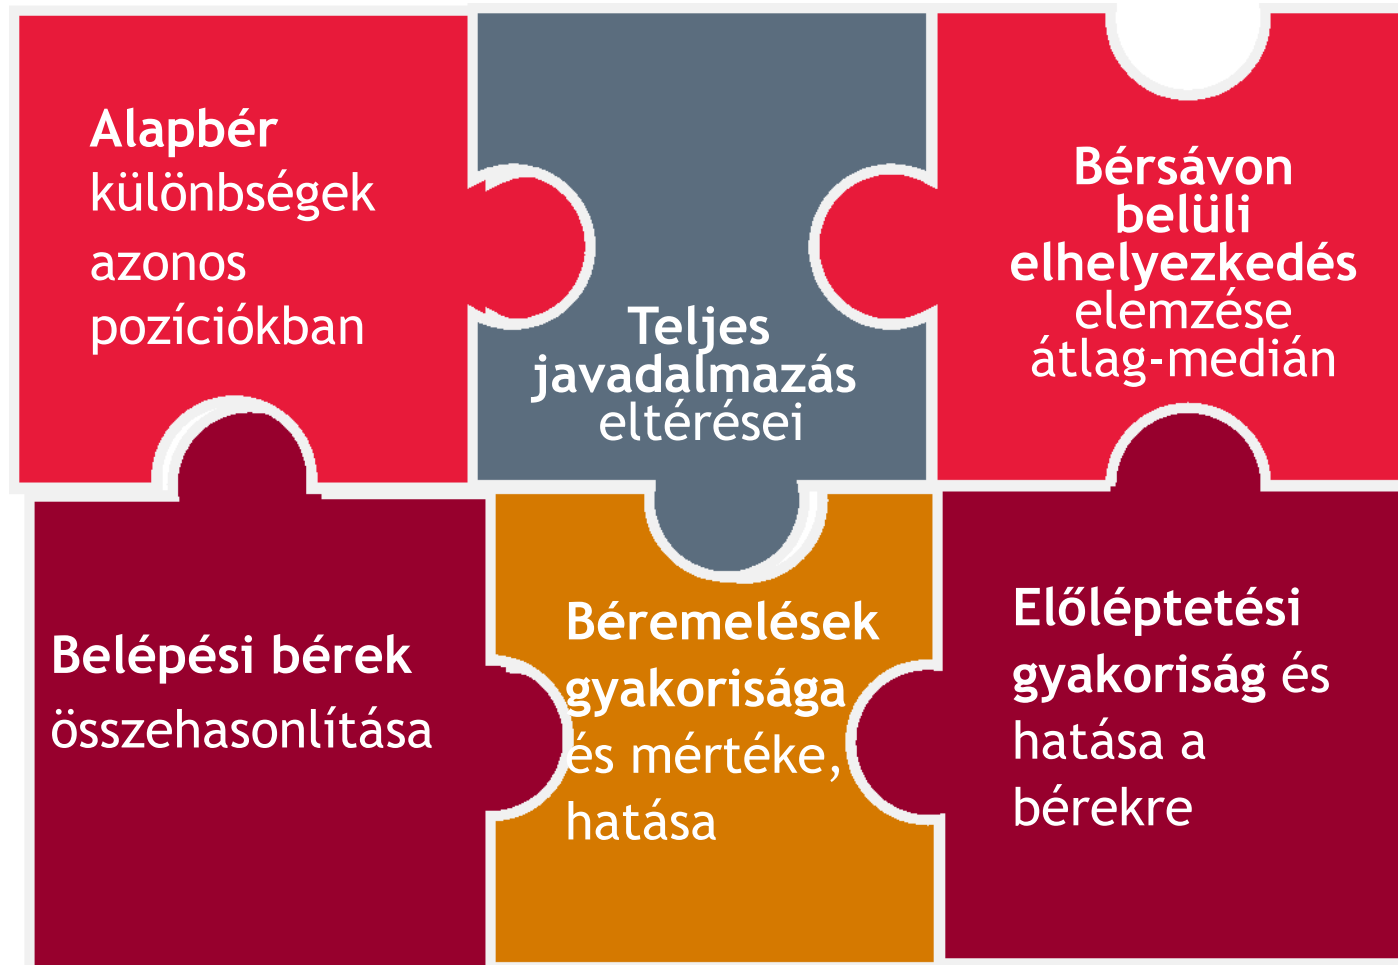 Alapbér
különbségek
azonos
pozíciókban
Teljes
javadalmazás
eltérései
Bérsávon
belüli
elhelyezkedés
elemzése
átlag-medián
Belépési bérek
összehasonlítása
Béremelések
gyakorisága
és mértéke,
hatása
Előléptetési
gyakoriság és
hatása a
bérekre